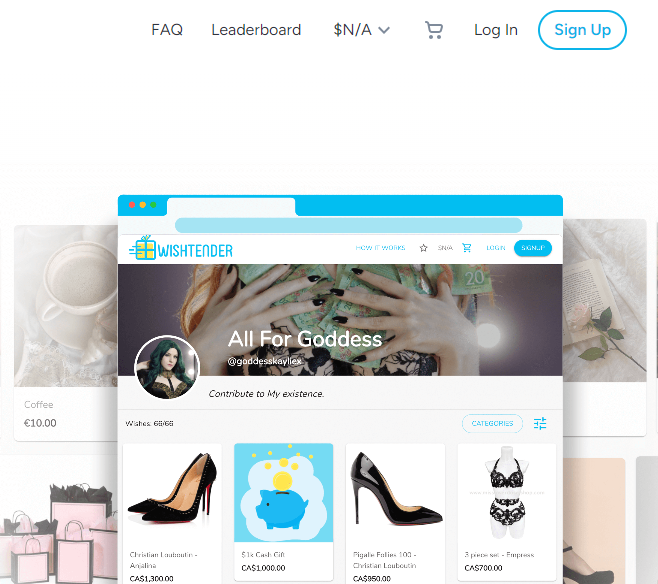 FAQ Leaderboard $N/A Log In Sign Up
WISHTENDER HOW IT WORKS $N/A LOGIN SIGNUP
20
All For Goddess
@goddesskayllex
Contribute to My existence.
Coffee
€10.00
Wishes: 66/66 CATEGORIES
Christian Louboutin - Anjalina
CA$1,300.00
$1k Cash Gift
CA$1,000.00
Pigalle Follies 100 - Christian Louboutin
CA$950.00
3 piece set - Empress
CA$700.00